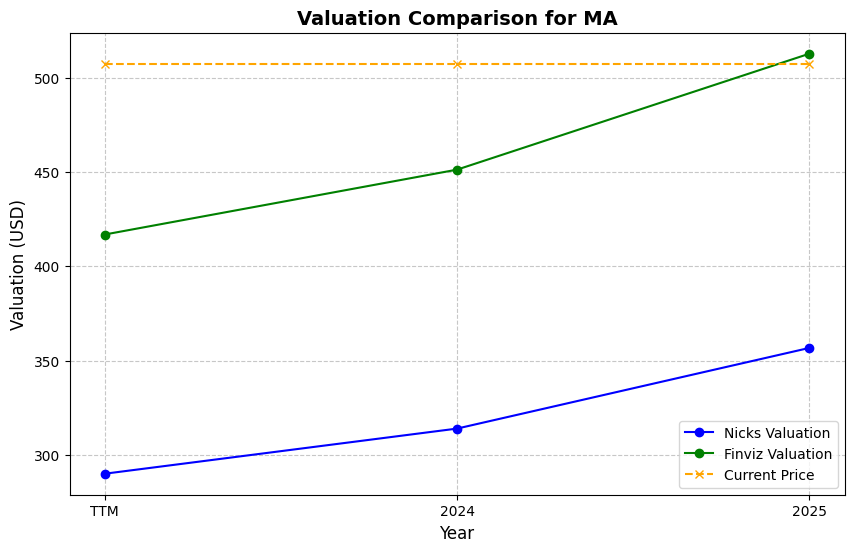 Valuation Comparison for MA
Valuation (USD)
500
450
400
350
300
TTM
2024
2025
Year
Nicks Valuation
Finviz Valuation
Current Price